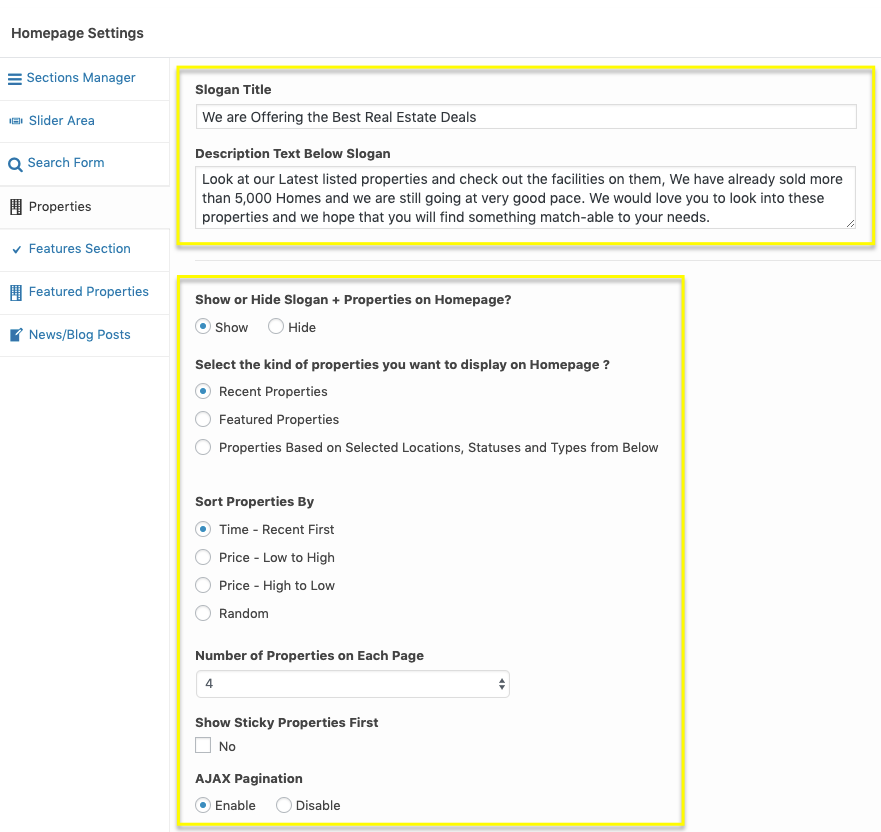 Homepage Settings
Sections Manager
Slider Area
Search Form
Properties
Features Section
Featured Properties
News/Blog Posts
Slogan Title
We are Offering the Best Real Estate Deals
Description Text Below Slogan
Look at our Latest listed properties and check out the facilities on them, We have already sold more
than 5,000 Homes and we are still going at very good pace. We would love you to look into these
properties and we hope that you will find something match-able to your needs.
Show or Hide Slogan + Properties on Homepage?
Show Hide
Select the kind of properties you want to display on Homepage ?
Recent Properties
Featured Properties
Properties Based on Selected Locations, Statuses and Types from Below
Sort Properties By
Time - Recent First
Price - Low to High
Price - High to Low
Random
Number of Properties on Each Page
4
Show Sticky Properties First
No
AJAX Pagination
Enable Disable